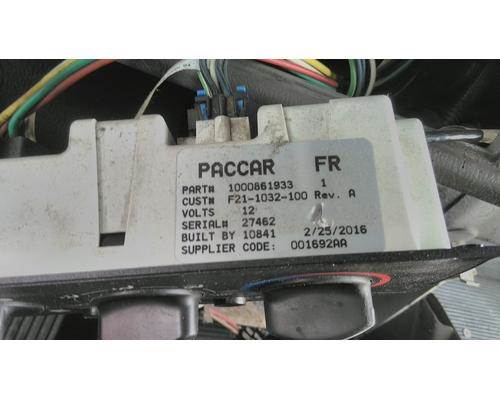 PACCAR FR
PART# 1000861933 1
CUST# F21-1032-100 Rev. A
VOLTS 12
SERIAL# 27462
BUILT BY 10841 2/25/2016
SUPPLIER CODE: 001692AA